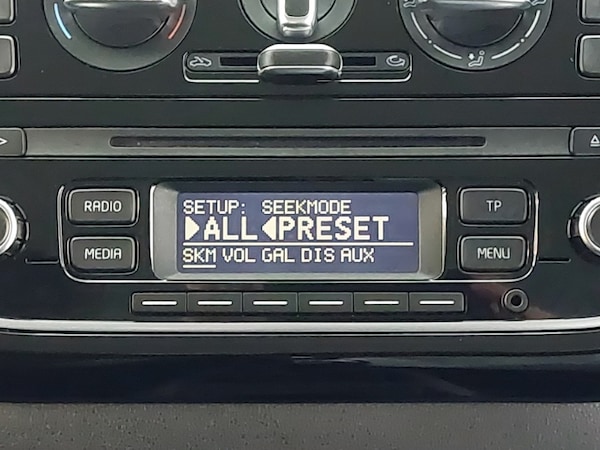 RADIO
MEDIA
SETUP: SEEKMODE
ALL PRESET
SKM VOL GAL DIS AUX
TP
MENU